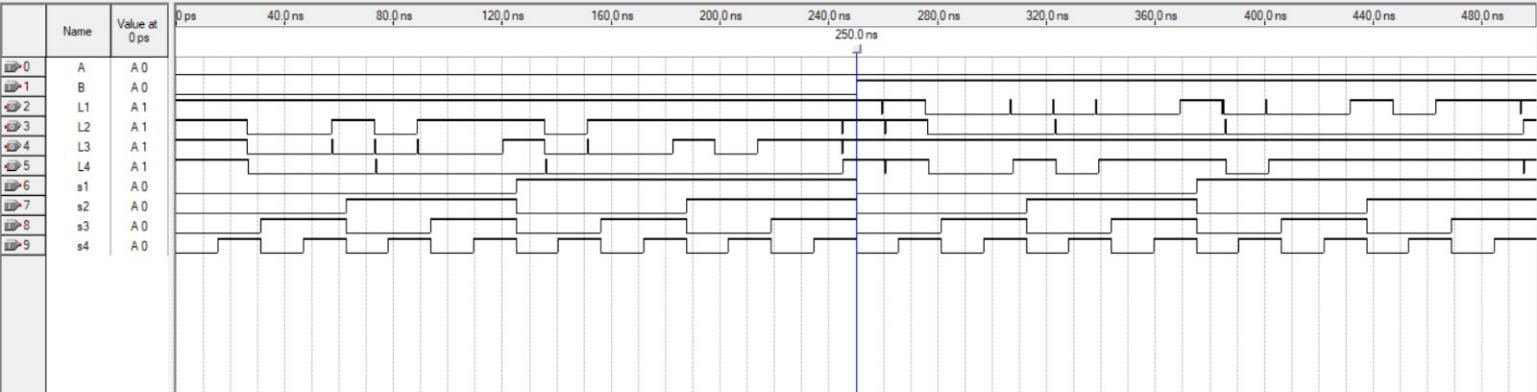 Name
Value at
0 ps
0 ps 40.0 ns 80.0 ns 120.0 ns 160.0 ns 200.0 ns 240.0 ns 280.0 ns 320.0 ns 360.0 ns 400.0 ns 440.0 ns 480.0 ns
250.0 ns
0 A A 0
1 B A 0
2 L1 A 1
3 L2 A 1
4 L3 A 1
5 L4 A 1
6 s1 A 0
7 s2 A 0
8 s3 A 0
9 s4 A 0